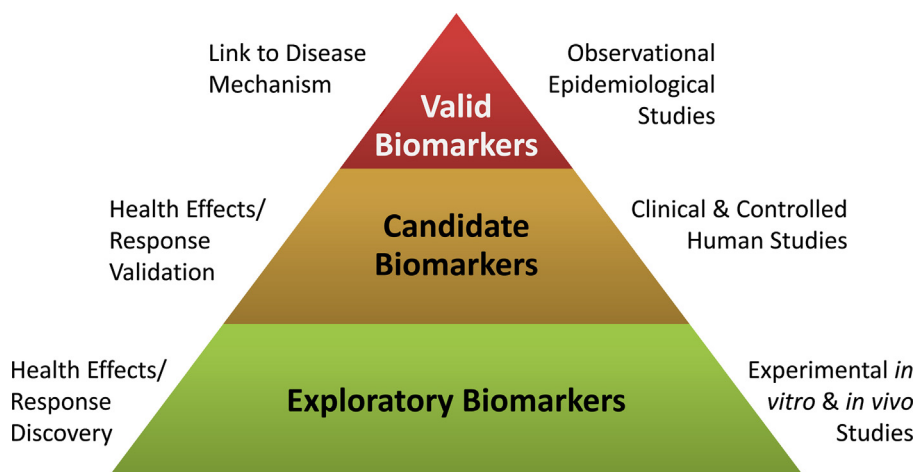 Link to Disease
Mechanism
Valid
Biomarkers
Observational
Epidemiological
Studies
Health Effects/
Response
Validation
Candidate
Biomarkers
Clinical & Controlled
Human Studies
Health Effects/
Response
Discovery
Exploratory Biomarkers
Experimental in
vitro & in vivo
Studies